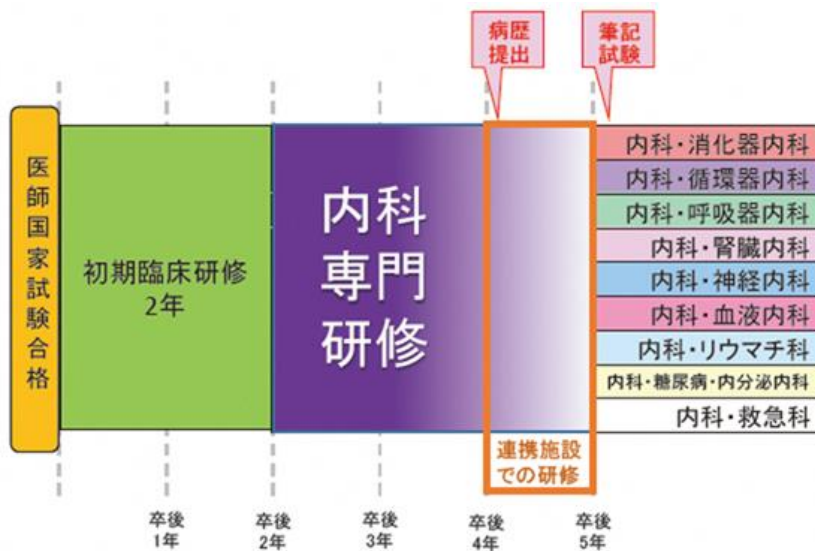 病歴
提出
筆記
試験
医師国家試験合格
初期臨床研修
2年
内科
専門
研修
内科・消化器内科
内科・循環器内科
内科・呼吸器内科
内科・腎臓内科
内科・神経内科
内科・血液内科
内科・リウマチ科
内科・糖尿病・内分泌内科
内科・救急科
連携施設
での研修
卒後
1年
卒後
2年
卒後
3年
卒後
4年
卒後
5年